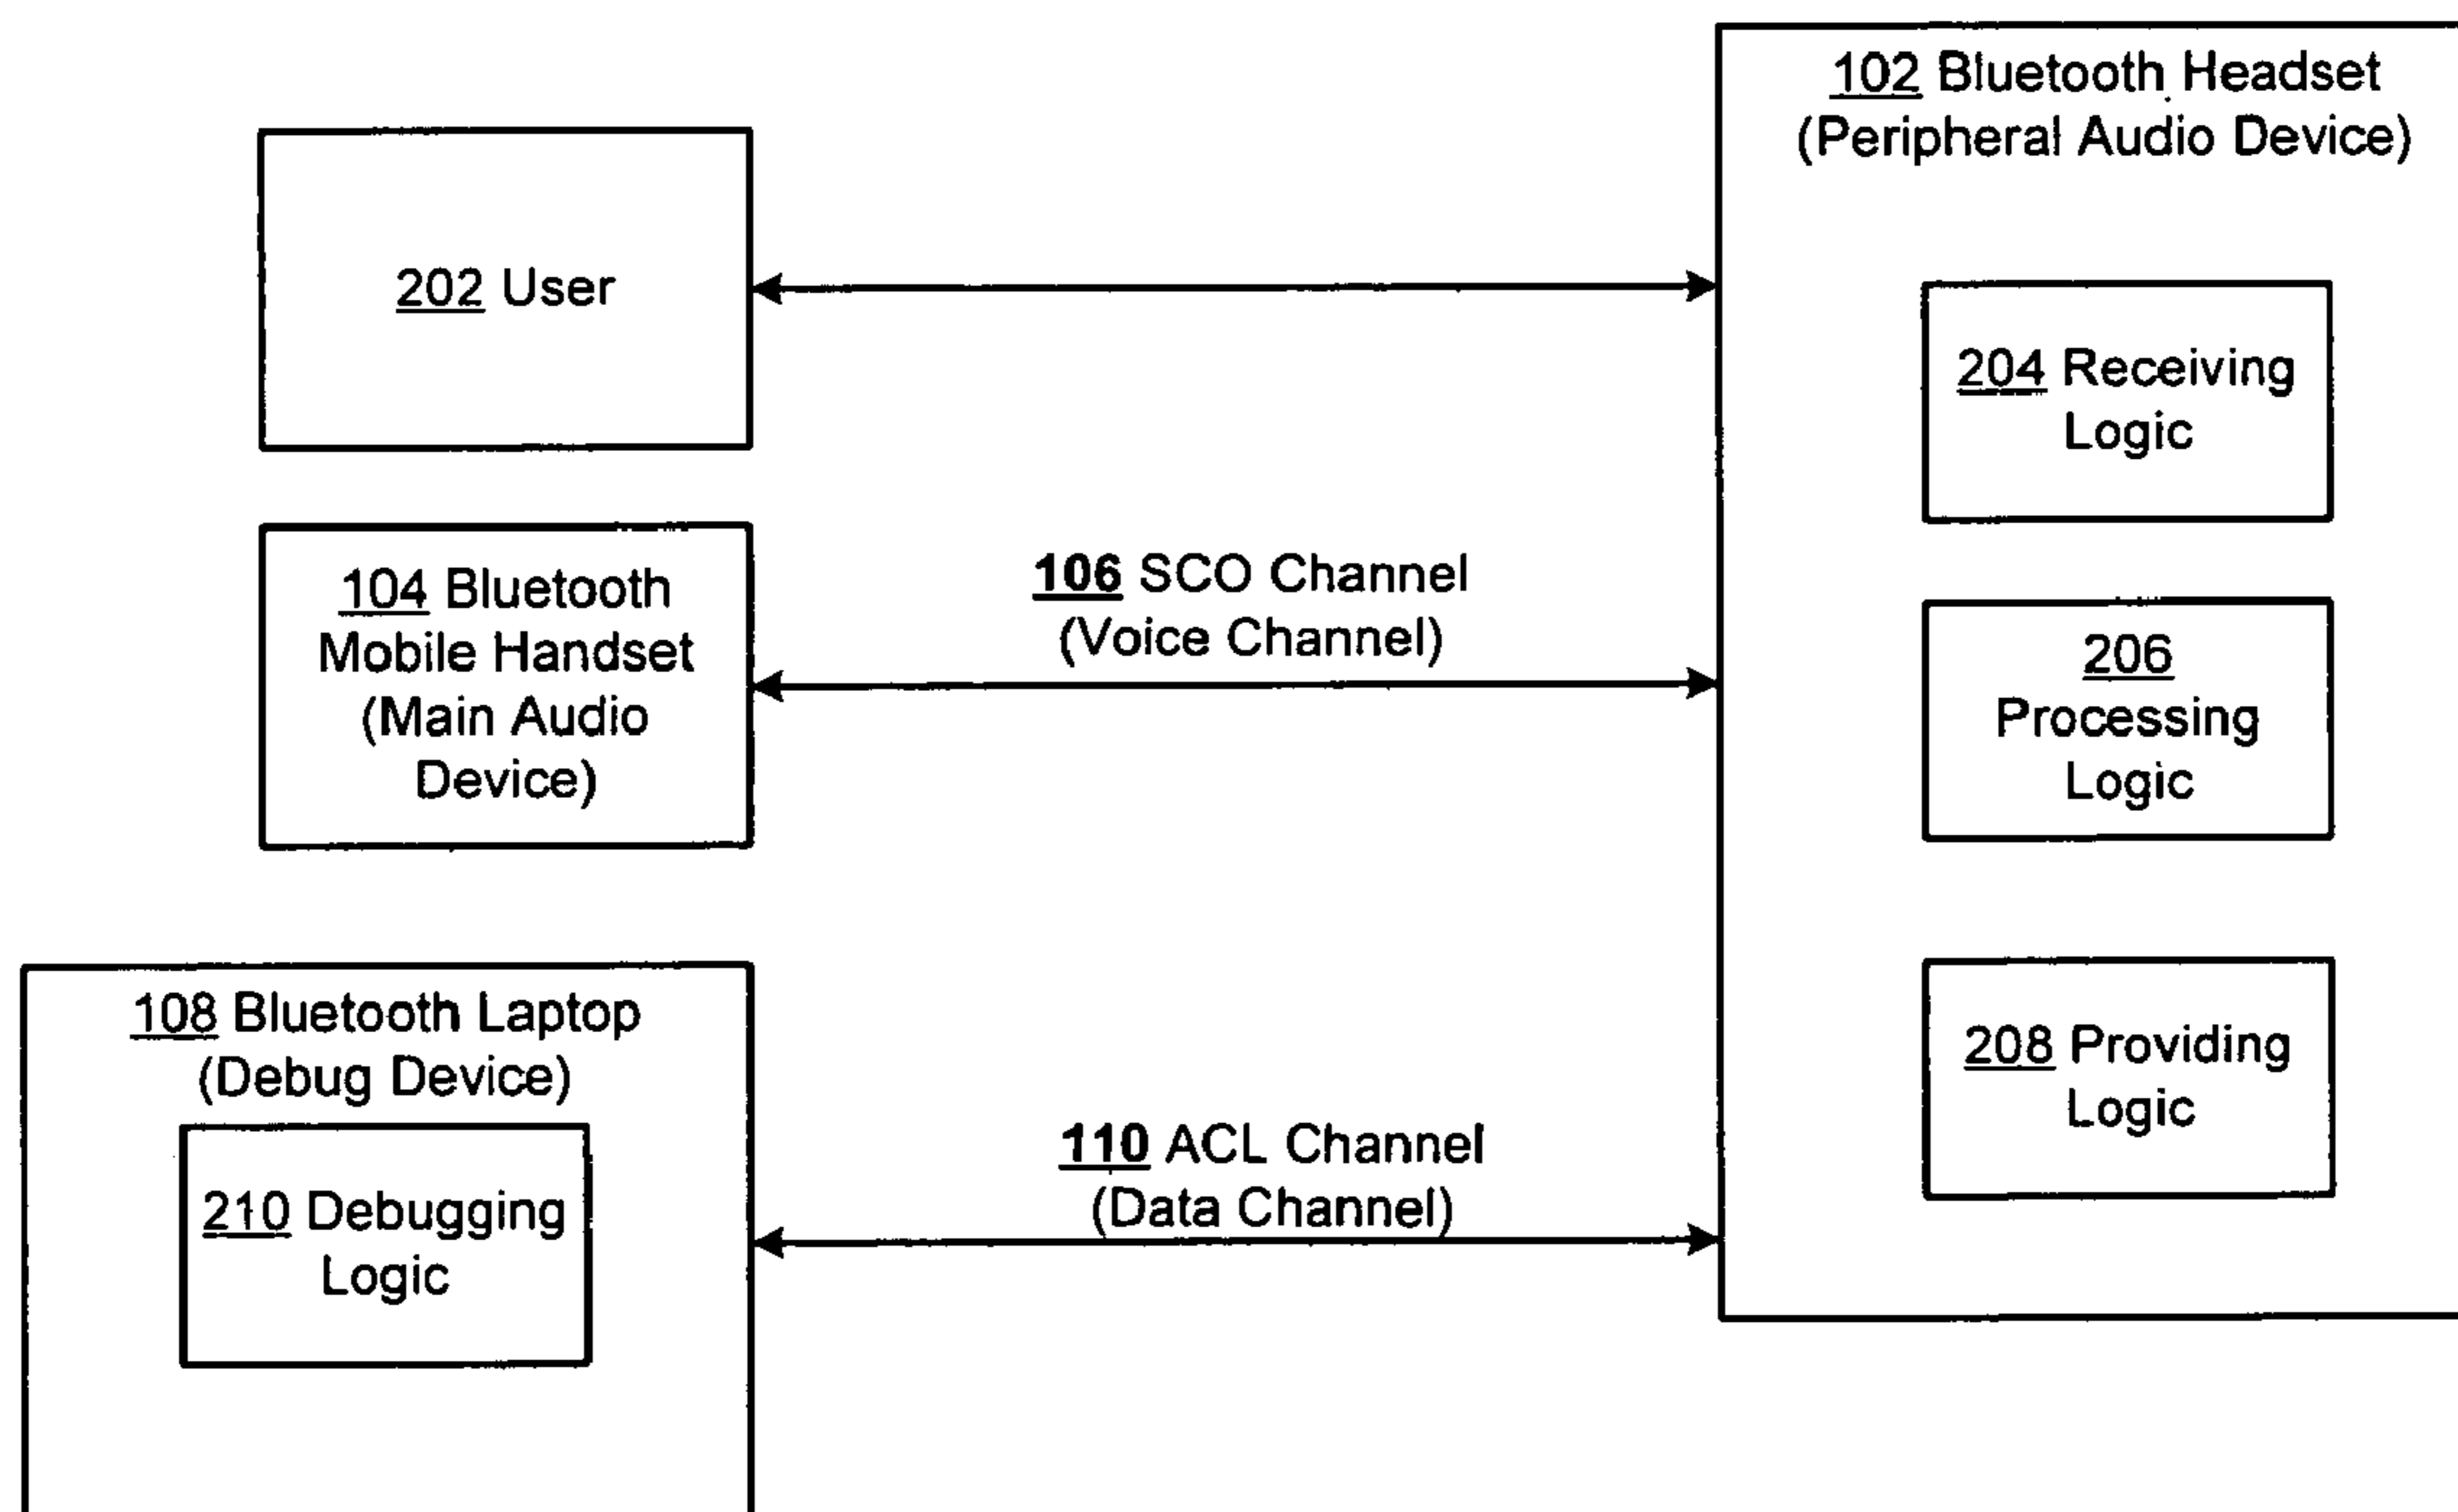 102 Bluetooth Headset
(Peripheral Audio Device)
202 User
204 Receiving
Logic
104 Bluetooth
Mobile Handset
(Main Audio
Device)
106 SCO Channel
(Voice Channel)
206
Processing
Logic
108 Bluetooth Laptop
(Debug Device)
210 Debugging
Logic
110 ACL Channel
(Data Channel)
208 Providing
Logic